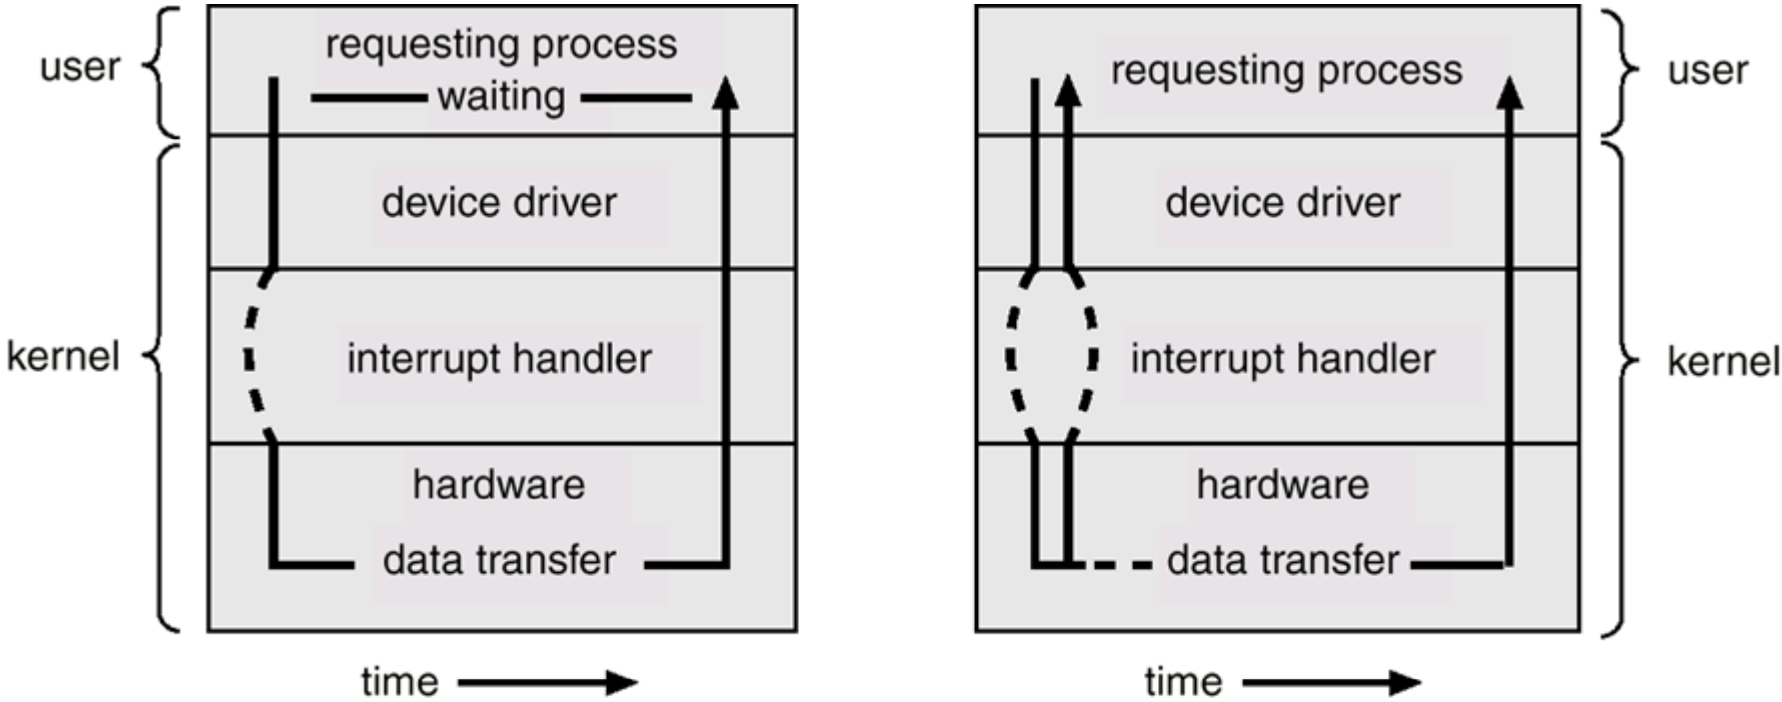 user
requesting process
waiting
device driver
kernel
interrupt handler
hardware
data transfer
time
requesting process
user
device driver
interrupt handler
kernel
hardware
data transfer
time